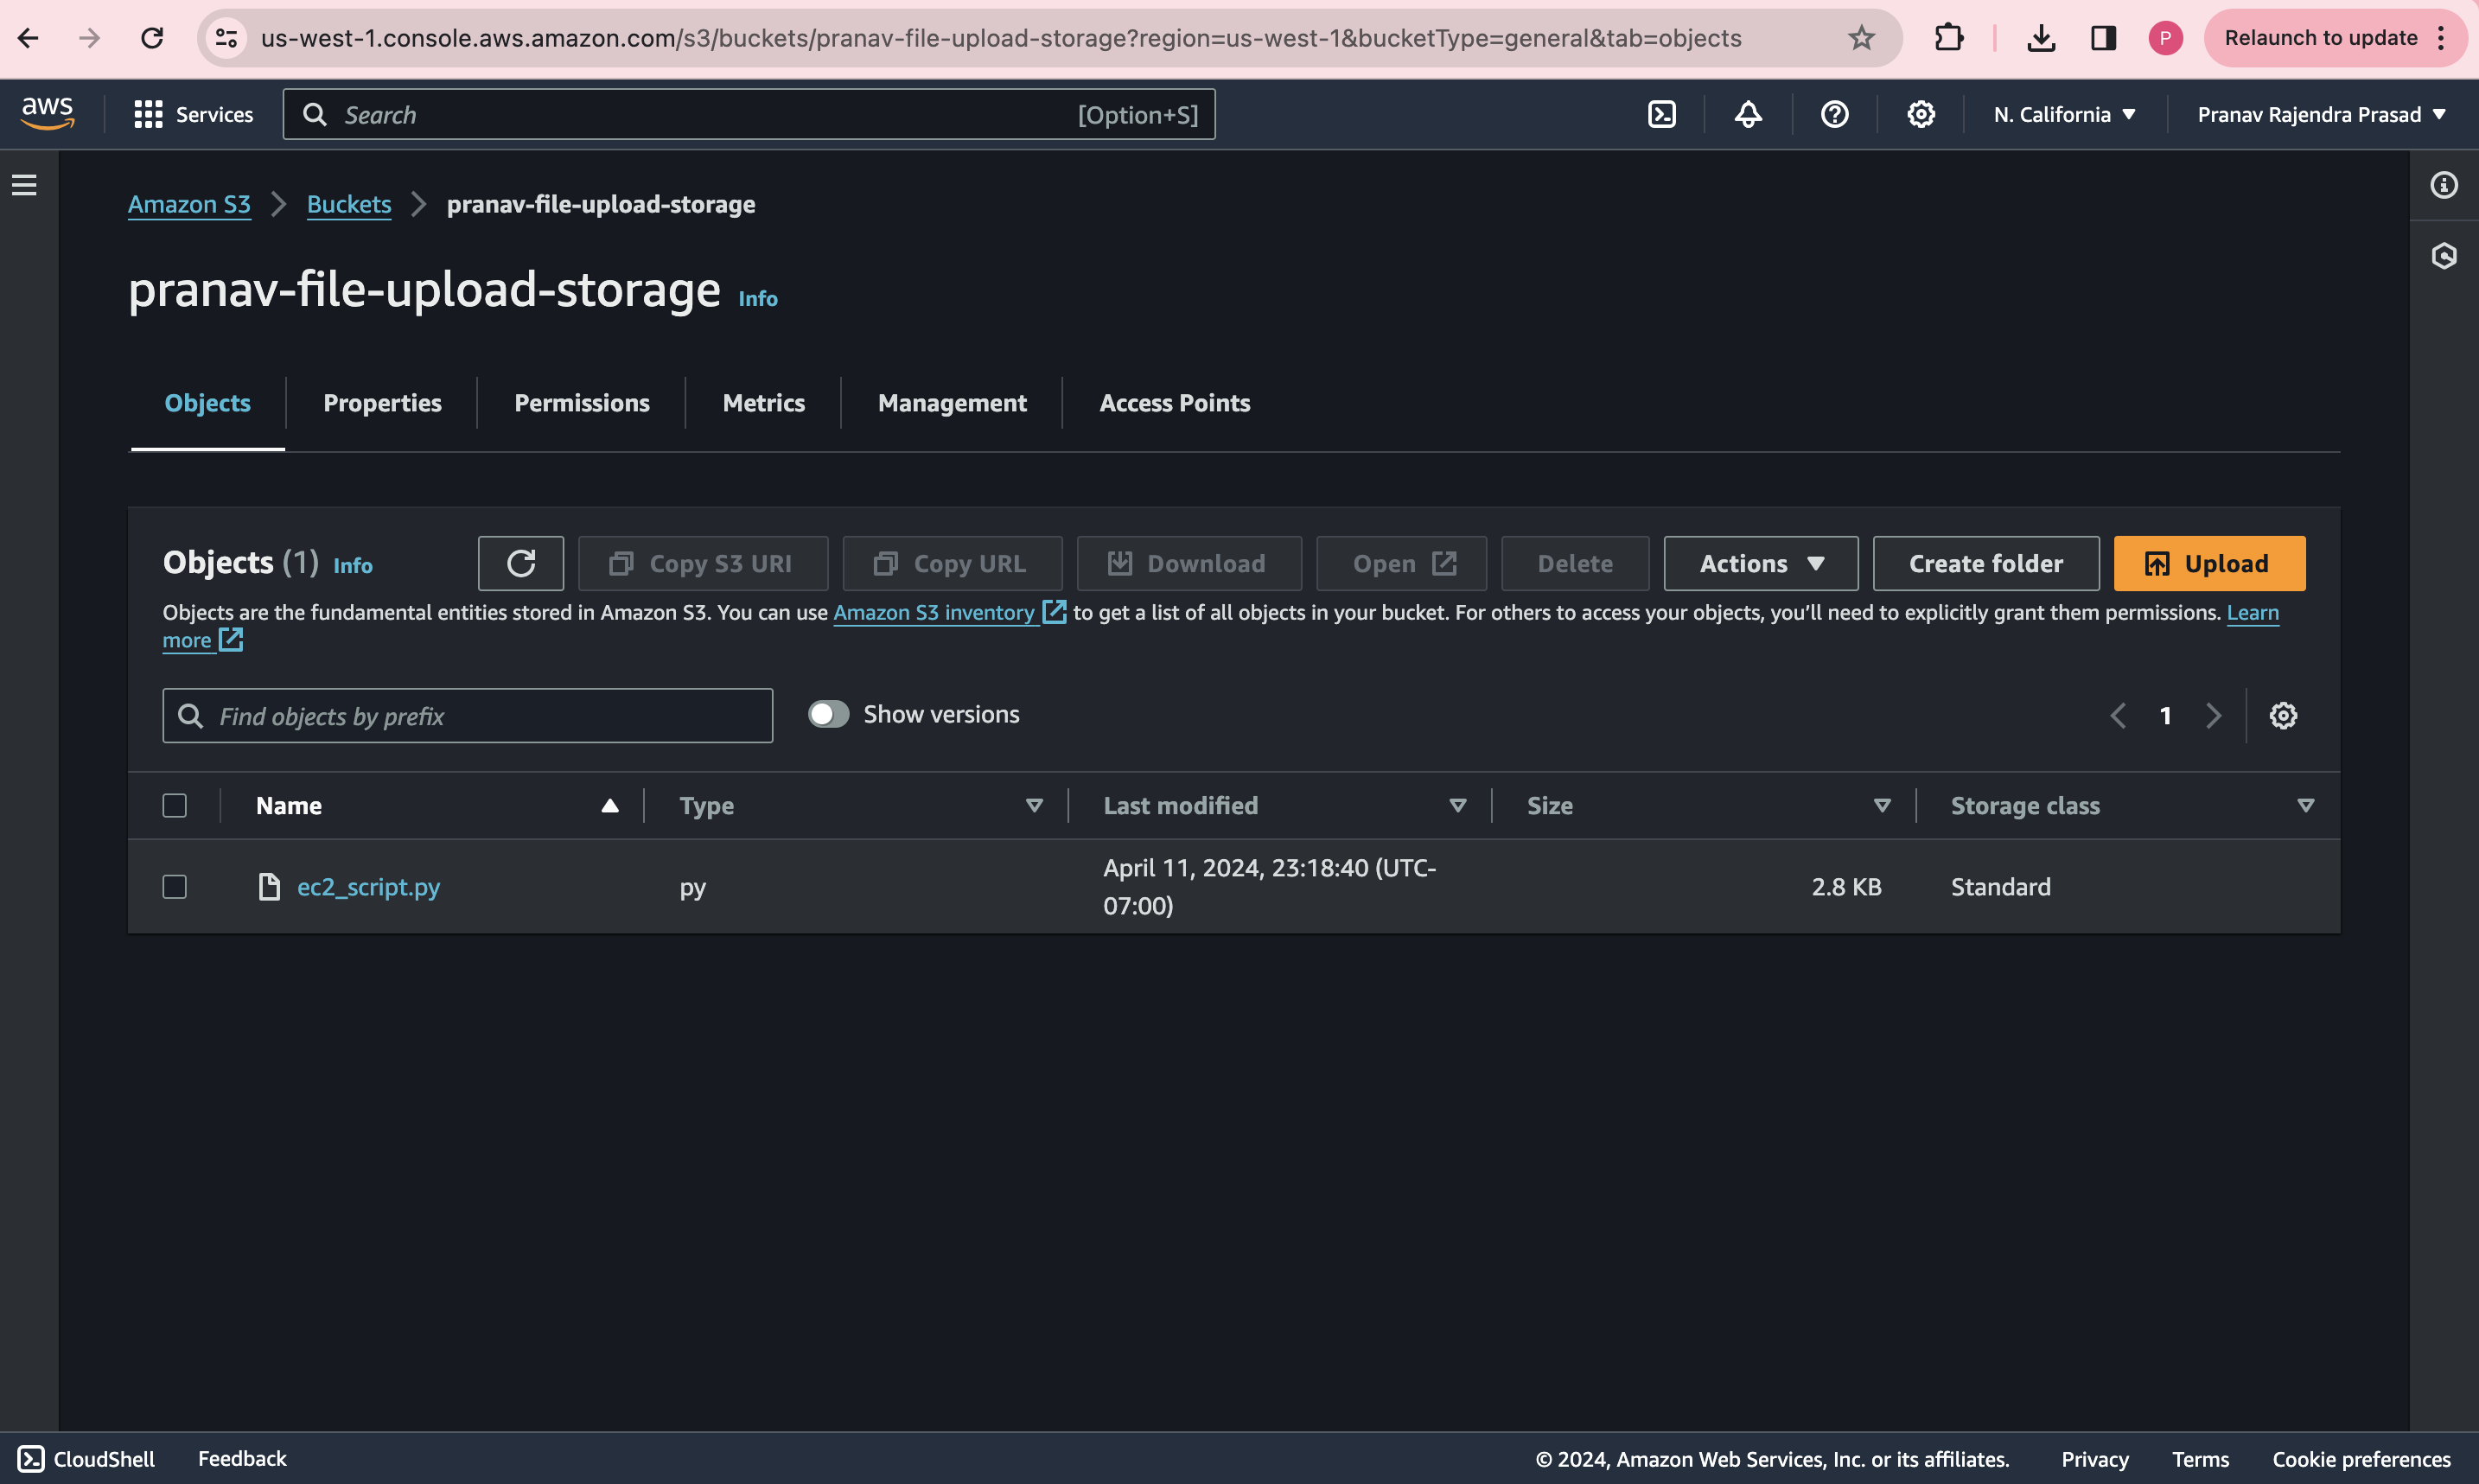 us-west-1.console.aws.amazon.com/s3/buckets/pranav-file-upload-storage?region=us-west-1&bucketType=general&tab=objects
P
Relaunch to update
aws
Services
Search
[Option+S]
N. California
Pranav Rajendra Prasad
Amazon S3
Buckets
pranav-file-upload-storage
pranav-file-upload-storage
Info
Objects
Properties
Permissions
Metrics
Management
Access Points
Objects (1)
Info
Copy S3 URI
Copy URL
Download
Open
Delete
Actions
Create folder
Upload
Objects are the fundamental entities stored in Amazon S3. You can use Amazon S3 inventory to get a list of all objects in your bucket. For others to access your objects, you’ll need to explicitly grant them permissions. Learn
more
Find objects by prefix
Show versions
1
Name
Type
Last modified
Size
Storage class
ec2_script.py
py
April 11, 2024, 23:18:40 (UTC-
07:00)
2.8 KB
Standard
CloudShell
Feedback
© 2024, Amazon Web Services, Inc. or its affiliates.
Privacy
Terms
Cookie preferences